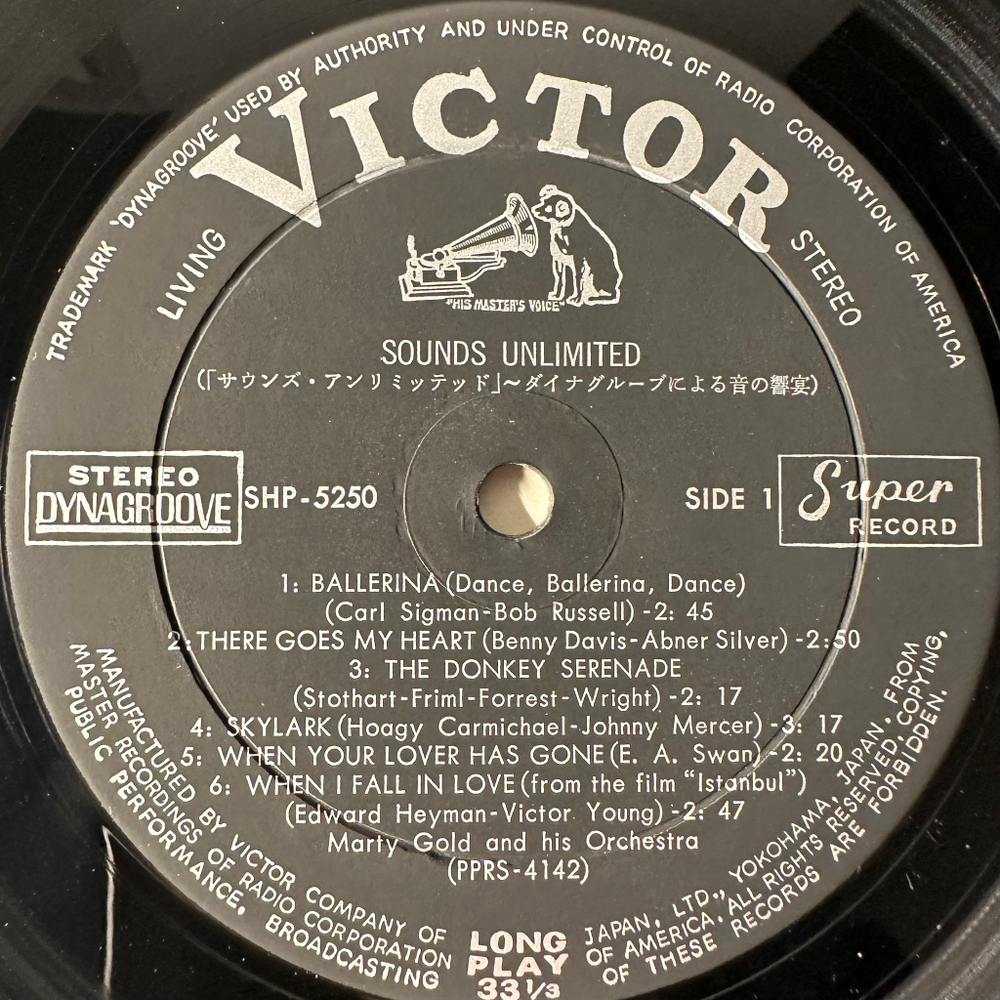 TRADEMARK 'DYNAGROOVE' USED BY AUTHORITY AND UNDER CONTROL OF RADIO CORPORATION OF AMERICA
VICTOR
LIVING
STEREO
"HIS MASTER'S VOICE"
SOUNDS UNLIMITED
(「サウンズ・アンリミッテッド」~ダイナグルーブによる音の響宴)
STEREO
DYNAGROOVE
SHP-5250
SIDE 1
Super
RECORD
1: BALLERINA (Dance, Ballerina, Dance)
(Carl Sigman-Bob Russell) -2: 45
2: THERE GOES MY HEART (Benny Davis-Abner Silver) -2:50
3: THE DONKEY SERENADE
(Stothart-Friml-Forrest-Wright) -2: 17
4: SKYLARK (Hoagy Carmichael-Johnny Mercer) -3: 17
5: WHEN YOUR LOVER HAS GONE (E. A. Swan) -2: 20
6: WHEN I FALL IN LOVE (from the film "Istanbul")
(Edward Heyman-Victor Young) -2: 47
Marty Gold and his Orchestra
(PPRS-4142)
MANUFACTURED BY VICTOR COMPANY OF JAPAN, LTD., YOKOHAMA, JAPAN, FROM
MASTER RECORDINGS OF RADIO CORPORATION OF AMERICA. ALL RIGHTS RESERVED, COPYING,
PUBLIC PERFORMANCE, BROADCASTING OF THESE RECORDS ARE FORBIDDEN.
LONG
PLAY
33 1/3